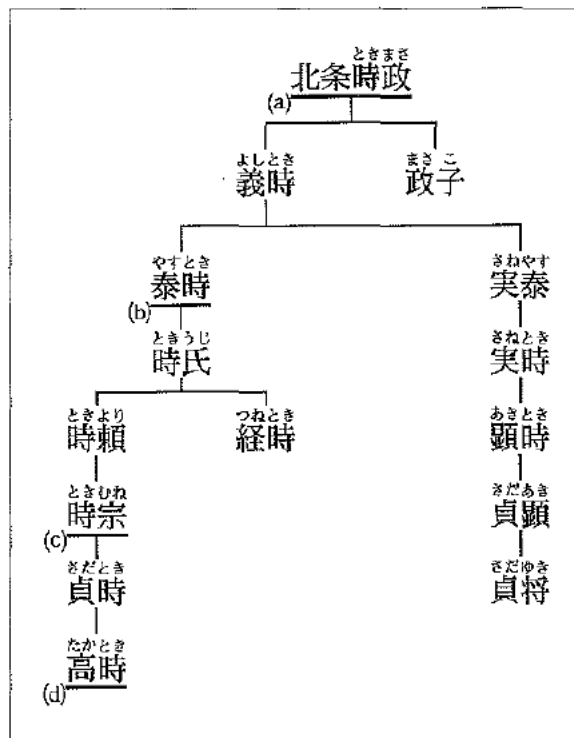 ときまさ
北条時政
(a)
よしとき
義時
まさ こ
政子
やすとき
泰時
(b)
さねやす
実泰
ときうじ
時氏
さねとき
実時
ときより
時頼
つねとき
経時
あきとき
顕時
ときむね
時宗
(c)
さだあき
貞顕
さだとき
貞時
さだゆき
貞将
たかとき
高時
(d)